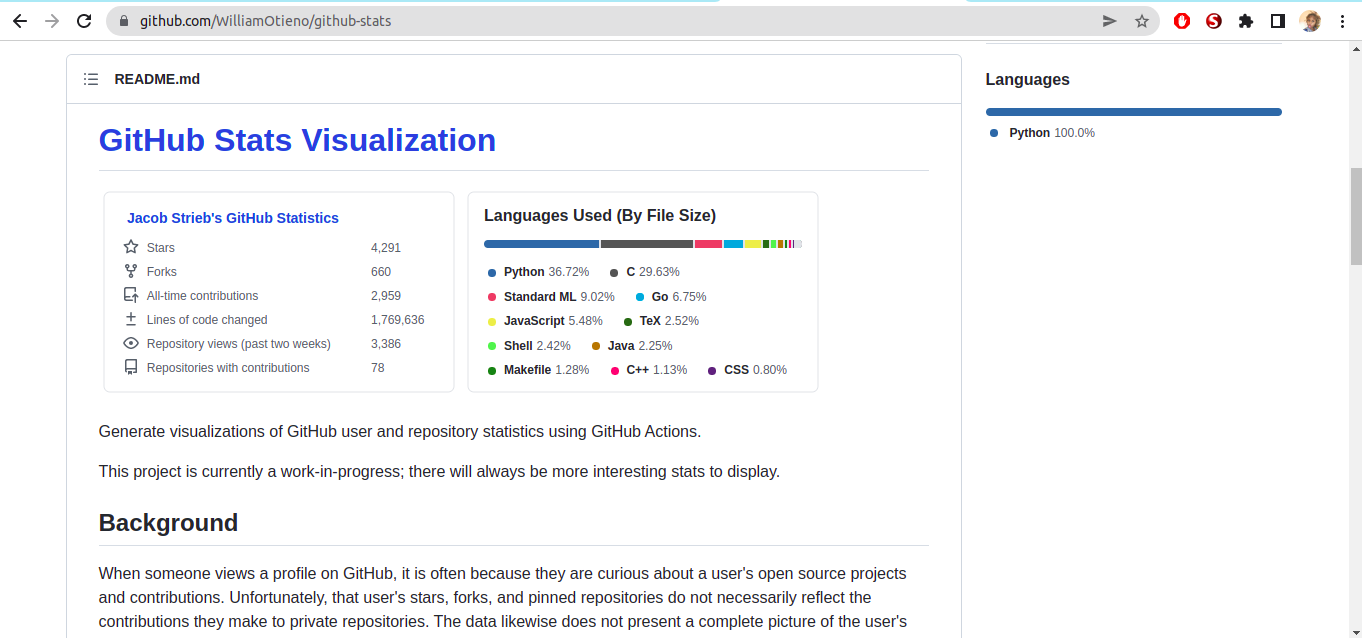 github.com/WilliamOtieno/github-stats
README.md
GitHub Stats Visualization
Jacob Strieb's GitHub Statistics
Stars 4,291
Forks 660
All-time contributions 2,959
Lines of code changed 1,769,636
Repository views (past two weeks) 3,386
Repositories with contributions 78
Languages Used (By File Size)
Python 36.72% C 29.63%
Standard ML 9.02% Go 6.75%
JavaScript 5.48% TeX 2.52%
Shell 2.42% Java 2.25%
Makefile 1.28% C++ 1.13% CSS 0.80%
Generate visualizations of GitHub user and repository statistics using GitHub Actions.
This project is currently a work-in-progress; there will always be more interesting stats to display.
Background
When someone views a profile on GitHub, it is often because they are curious about a user's open source projects
and contributions. Unfortunately, that user's stars, forks, and pinned repositories do not necessarily reflect the
contributions they make to private repositories. The data likewise does not present a complete picture of the user's
Languages
Python 100.0%